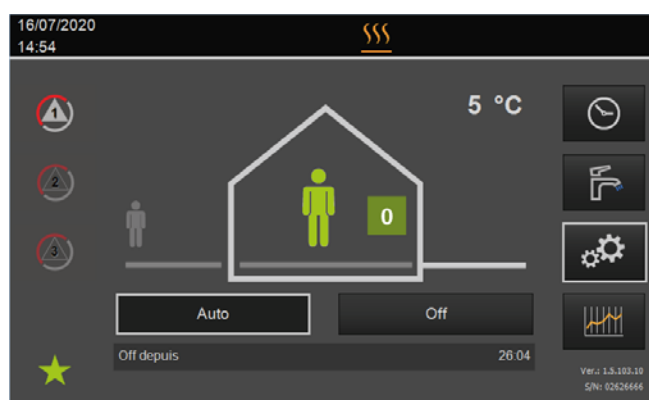 16/07/2020
14:54
5 °C
1
2
3
0
Auto
Off
Off depuis
26:04
Ver.: 1.5.103.10
S/N: 02626666